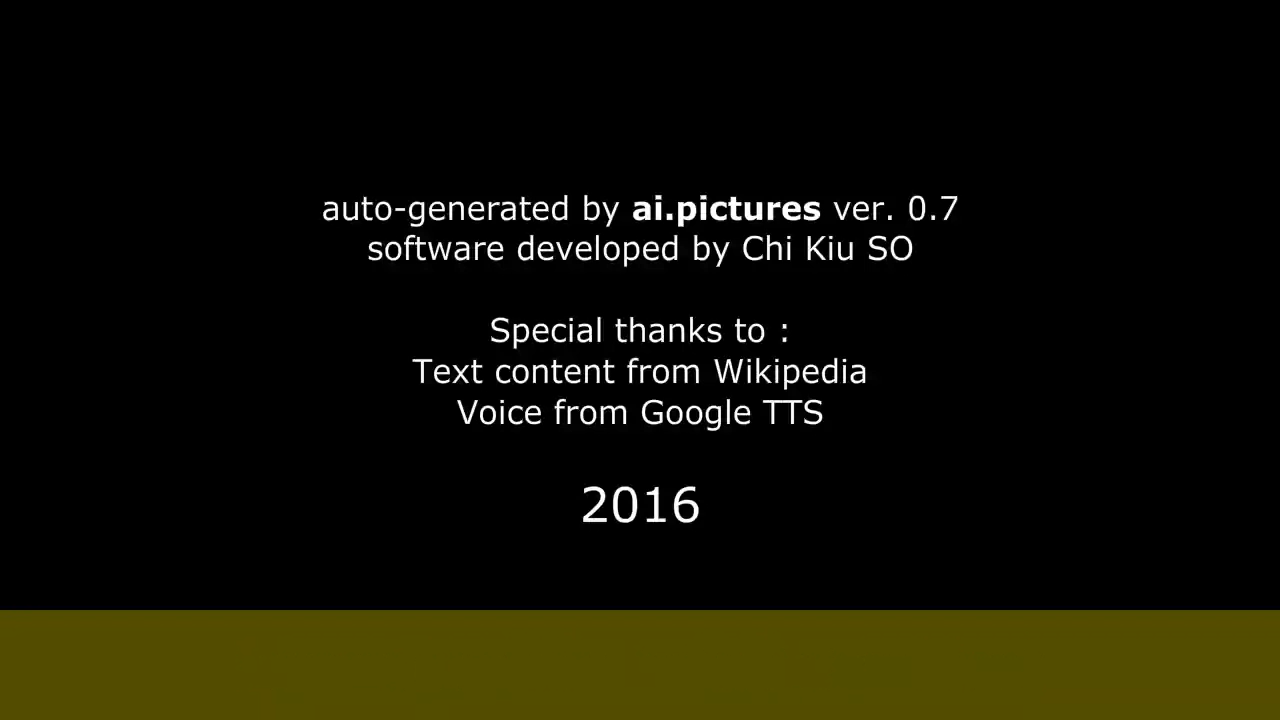 auto-generated by ai.pictures ver. 0.7
software developed by Chi Kiu SO
Special thanks to :
Text content from Wikipedia
Voice from Google TTS
2016